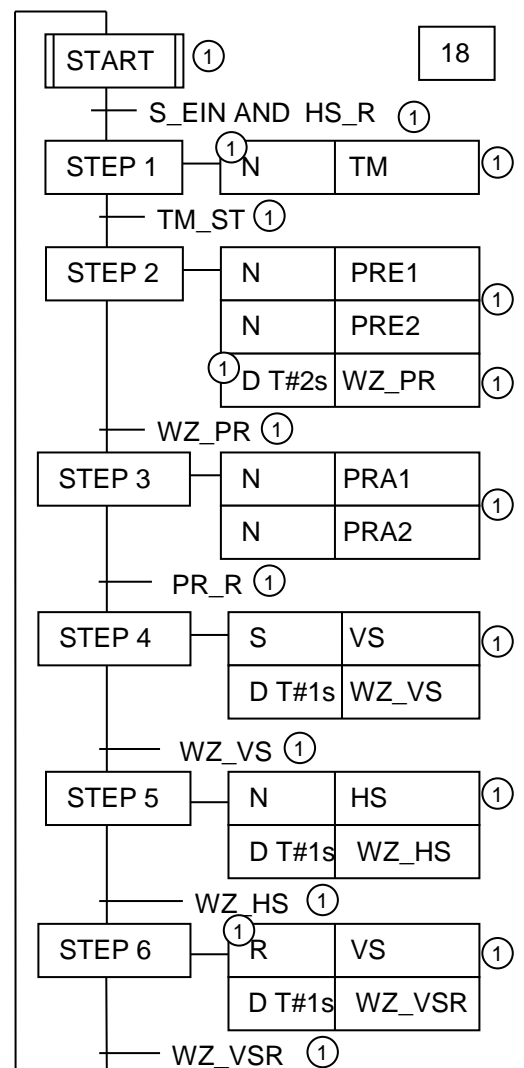 START ① 18
S_EIN AND HS_R ①
STEP 1 ① N TM ①
TM_ST ①
STEP 2 N PRE1 ①
N PRE2
① D T#2s WZ_PR ①
WZ_PR ①
STEP 3 N PRA1 ①
N PRA2
PR_R ①
STEP 4 S VS ①
D T#1s WZ_VS
WZ_VS ①
STEP 5 N HS ①
D T#1s WZ_HS
WZ_HS ①
STEP 6 ① R VS ①
D T#1s WZ_VSR
WZ_VSR ①